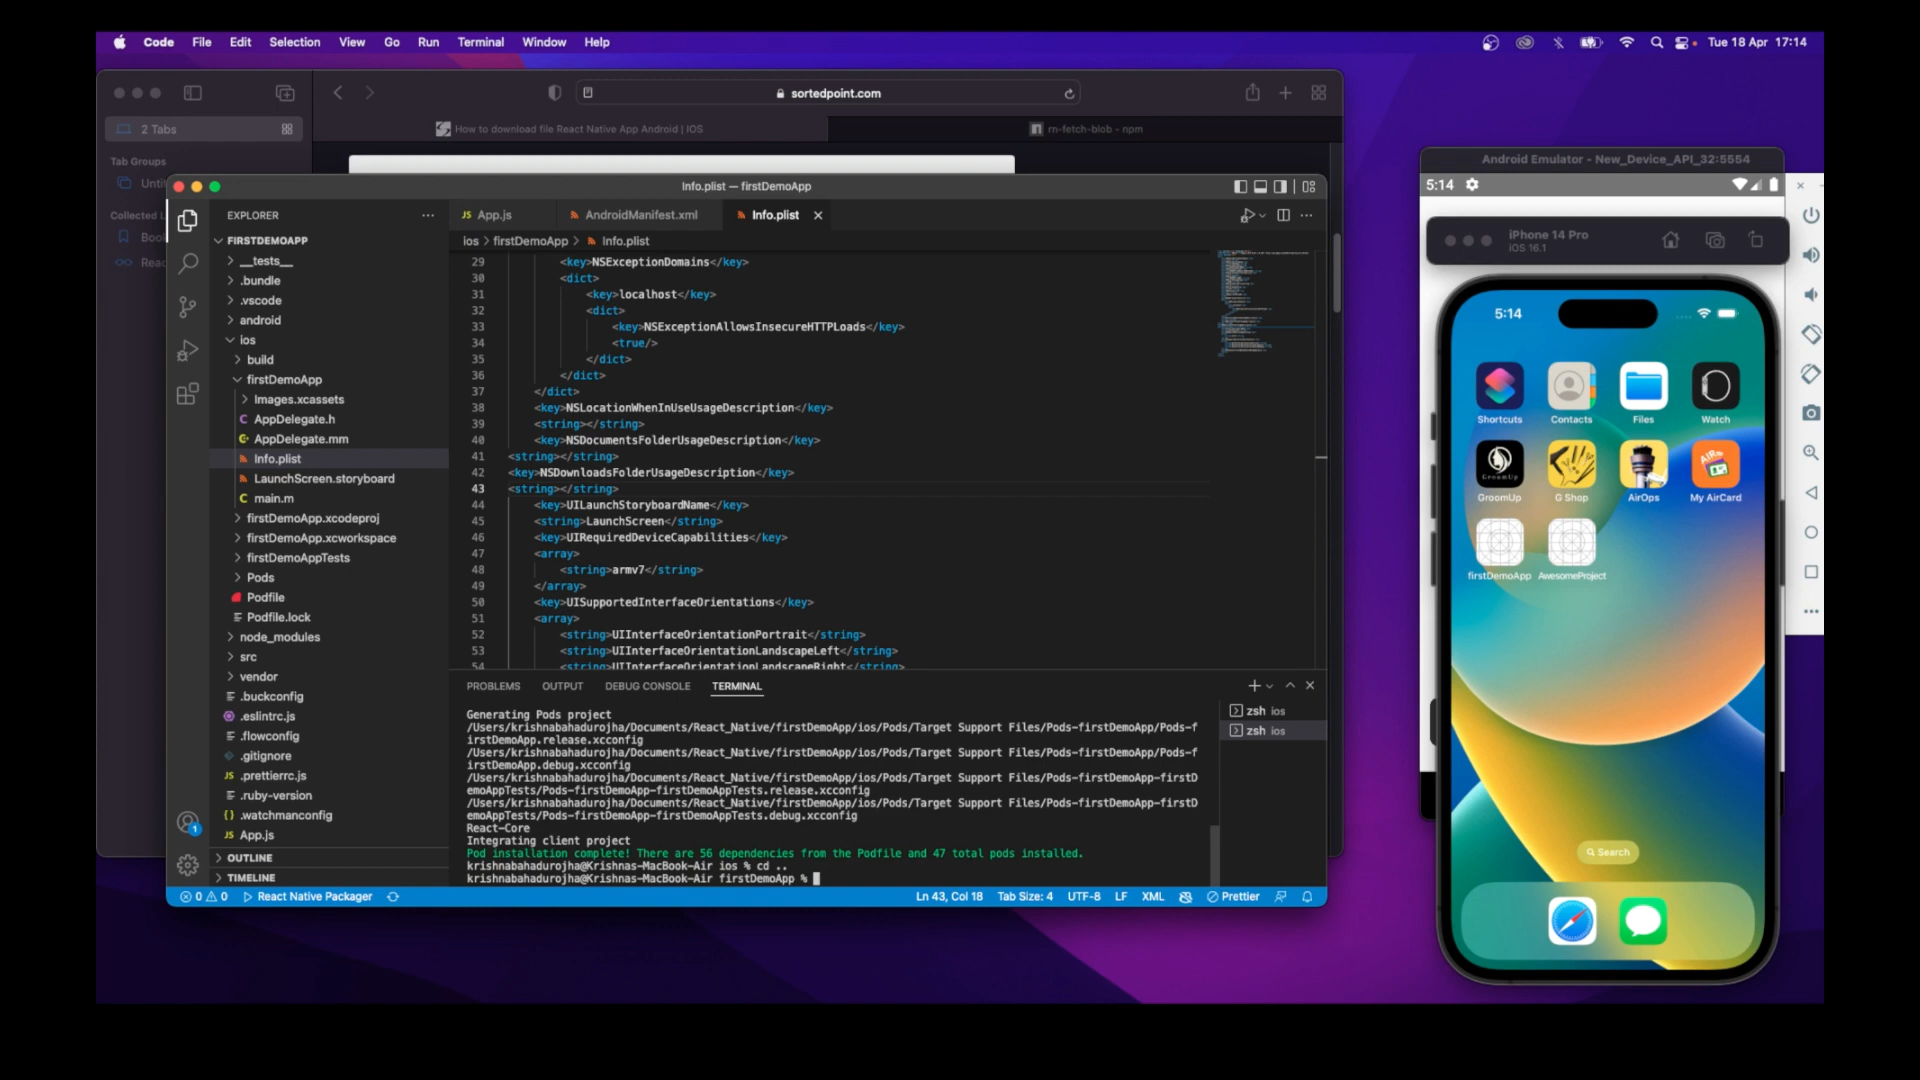 Code File Edit Selection View Go Run Terminal Window Help
Tue 18 Apr 17:14
sortedpoint.com
2 Tabs
How to download file React Native App Android | IOS
rn-fetch-blob - npm
Tab Groups
Info.plist — firstDemoApp
EXPLORER
FIRSTDEMOAPP
__tests__
.bundle
.vscode
android
ios
build
firstDemoApp
Images.xcassets
AppDelegate.h
AppDelegate.mm
Info.plist
LaunchScreen.storyboard
main.m
firstDemoApp.xcodeproj
firstDemoApp.xcworkspace
firstDemoAppTests
Pods
Podfile
Podfile.lock
node_modules
src
vendor
.buckconfig
.eslintrc.js
.flowconfig
.gitignore
JS .prettierrc.js
.ruby-version
{} .watchmanconfig
JS App.js
OUTLINE
TIMELINE
JS App.js AndroidManifest.xml Info.plist
ios > firstDemoApp > Info.plist
29 <key>NSExceptionDomains</key>
30 <dict>
31 <key>localhost</key>
32 <dict>
33 <key>NSExceptionAllowsInsecureHTTPLoads</key>
34 <true/>
35 </dict>
36 </dict>
37 </dict>
38 <key>NSLocationWhenInUseUsageDescription</key>
39 <string></string>
40 <key>NSDocumentsFolderUsageDescription</key>
41 <string></string>
42 <key>NSDownloadsFolderUsageDescription</key>
43 <string></string>
44 <key>UILaunchStoryboardName</key>
45 <string>LaunchScreen</string>
46 <key>UIRequiredDeviceCapabilities</key>
47 <array>
48 <string>armv7</string>
49 </array>
50 <key>UISupportedInterfaceOrientations</key>
51 <array>
52 <string>UIInterfaceOrientationPortrait</string>
53 <string>UIInterfaceOrientationLandscapeLeft</string>
54 <string>UIInterfaceOrientationLandscapeRight</string>
PROBLEMS OUTPUT DEBUG CONSOLE TERMINAL
zsh ios
zsh ios
Generating Pods project
/Users/krishnabahadurojha/Documents/React_Native/firstDemoApp/ios/Pods/Target Support Files/Pods-firstDemoApp/Pods-f
irstDemoApp.release.xcconfig
/Users/krishnabahadurojha/Documents/React_Native/firstDemoApp/ios/Pods/Target Support Files/Pods-firstDemoApp/Pods-f
irstDemoApp.debug.xcconfig
/Users/krishnabahadurojha/Documents/React_Native/firstDemoApp/ios/Pods/Target Support Files/Pods-firstDemoApp-firstD
emoAppTests/Pods-firstDemoApp-firstDemoAppTests.release.xcconfig
/Users/krishnabahadurojha/Documents/React_Native/firstDemoApp/ios/Pods/Target Support Files/Pods-firstDemoApp-firstD
emoAppTests/Pods-firstDemoApp-firstDemoAppTests.debug.xcconfig
React-Core
Integrating client project
Pod installation complete! There are 56 dependencies from the Podfile and 47 total pods installed.
krishnabahadurojha@Krishnas-MacBook-Air ios % cd ..
krishnabahadurojha@Krishnas-MacBook-Air firstDemoApp %
0 0 React Native Packager
Ln 43, Col 18 Tab Size: 4 UTF-8 LF XML Prettier
Android Emulator - New_Device_API_32:5554
5:14
iPhone 14 Pro
iOS 16.1
5:14
Shortcuts Contacts Files Watch
GroomUp G Shop AirOps My AirCard
firstDemoApp AwesomeProject
Search